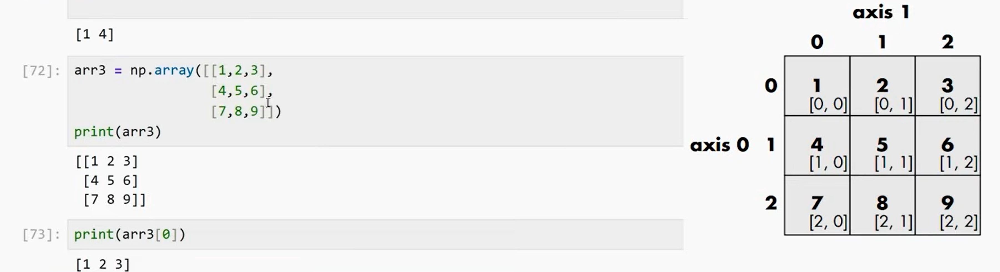 [1 4]
[72]: arr3 = np.array([[1,2,3],
[4,5,6],
[7,8,9]])
print(arr3)
[[1 2 3]
[4 5 6]
[7 8 9]]
[73]: print(arr3[0])
[1 2 3]
axis 1
0 1 2
0 1 2 3
[0, 0] [0, 1] [0, 2]
axis 0 1 4 5 6
[1, 0] [1, 1] [1, 2]
2 7 8 9
[2, 0] [2, 1] [2, 2]